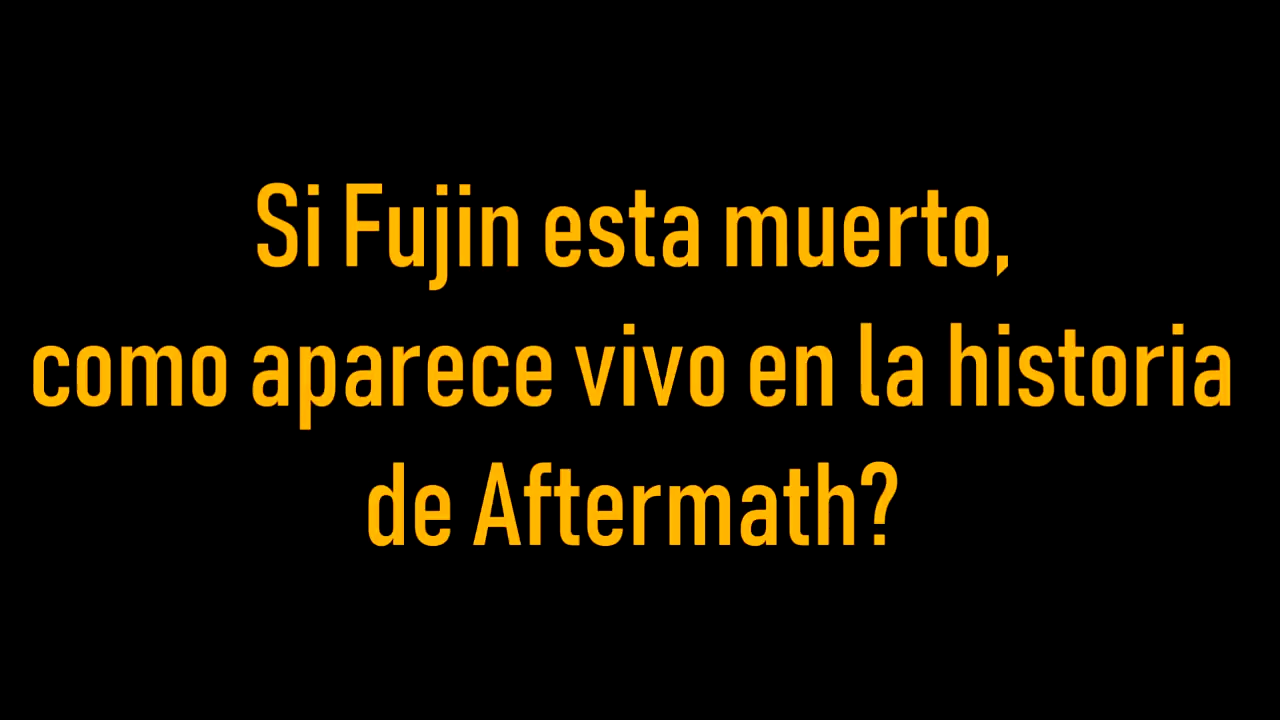 Si Fujin esta muerto,
como aparece vivo en la historia
de Aftermath?